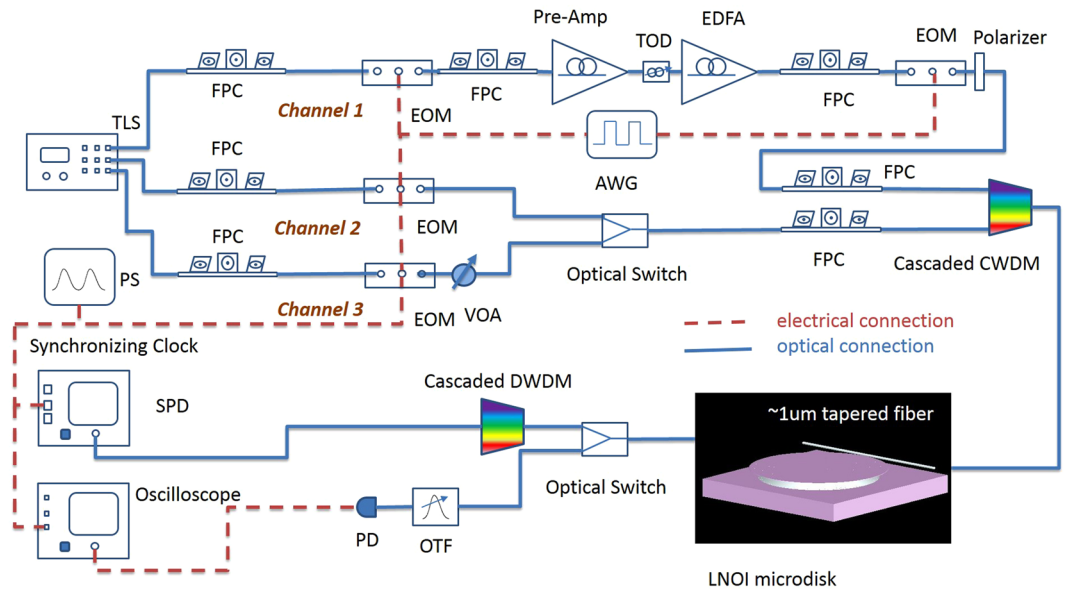 Pre-Amp
EDFA
TOD
EOM
Polarizer
FPC
Channel 1
EOM
FPC
FPC
TLS
FPC
AWG
FPC
Channel 2
EOM
FPC
Optical Switch
FPC
Cascaded CWDM
PS
Channel 3
EOM
VOA
electrical connection
optical connection
Synchronizing Clock
SPD
Cascaded DWDM
~1um tapered fiber
Oscilloscope
Optical Switch
PD
OTF
LNOI microdisk